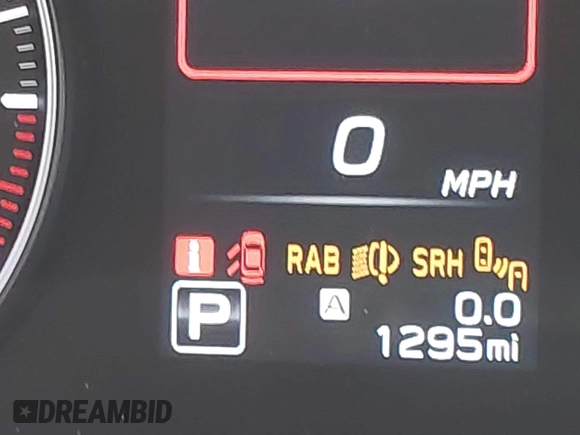 0
MPH
i RAB SRH A
P A 0.0
1295mi
DREAMBID